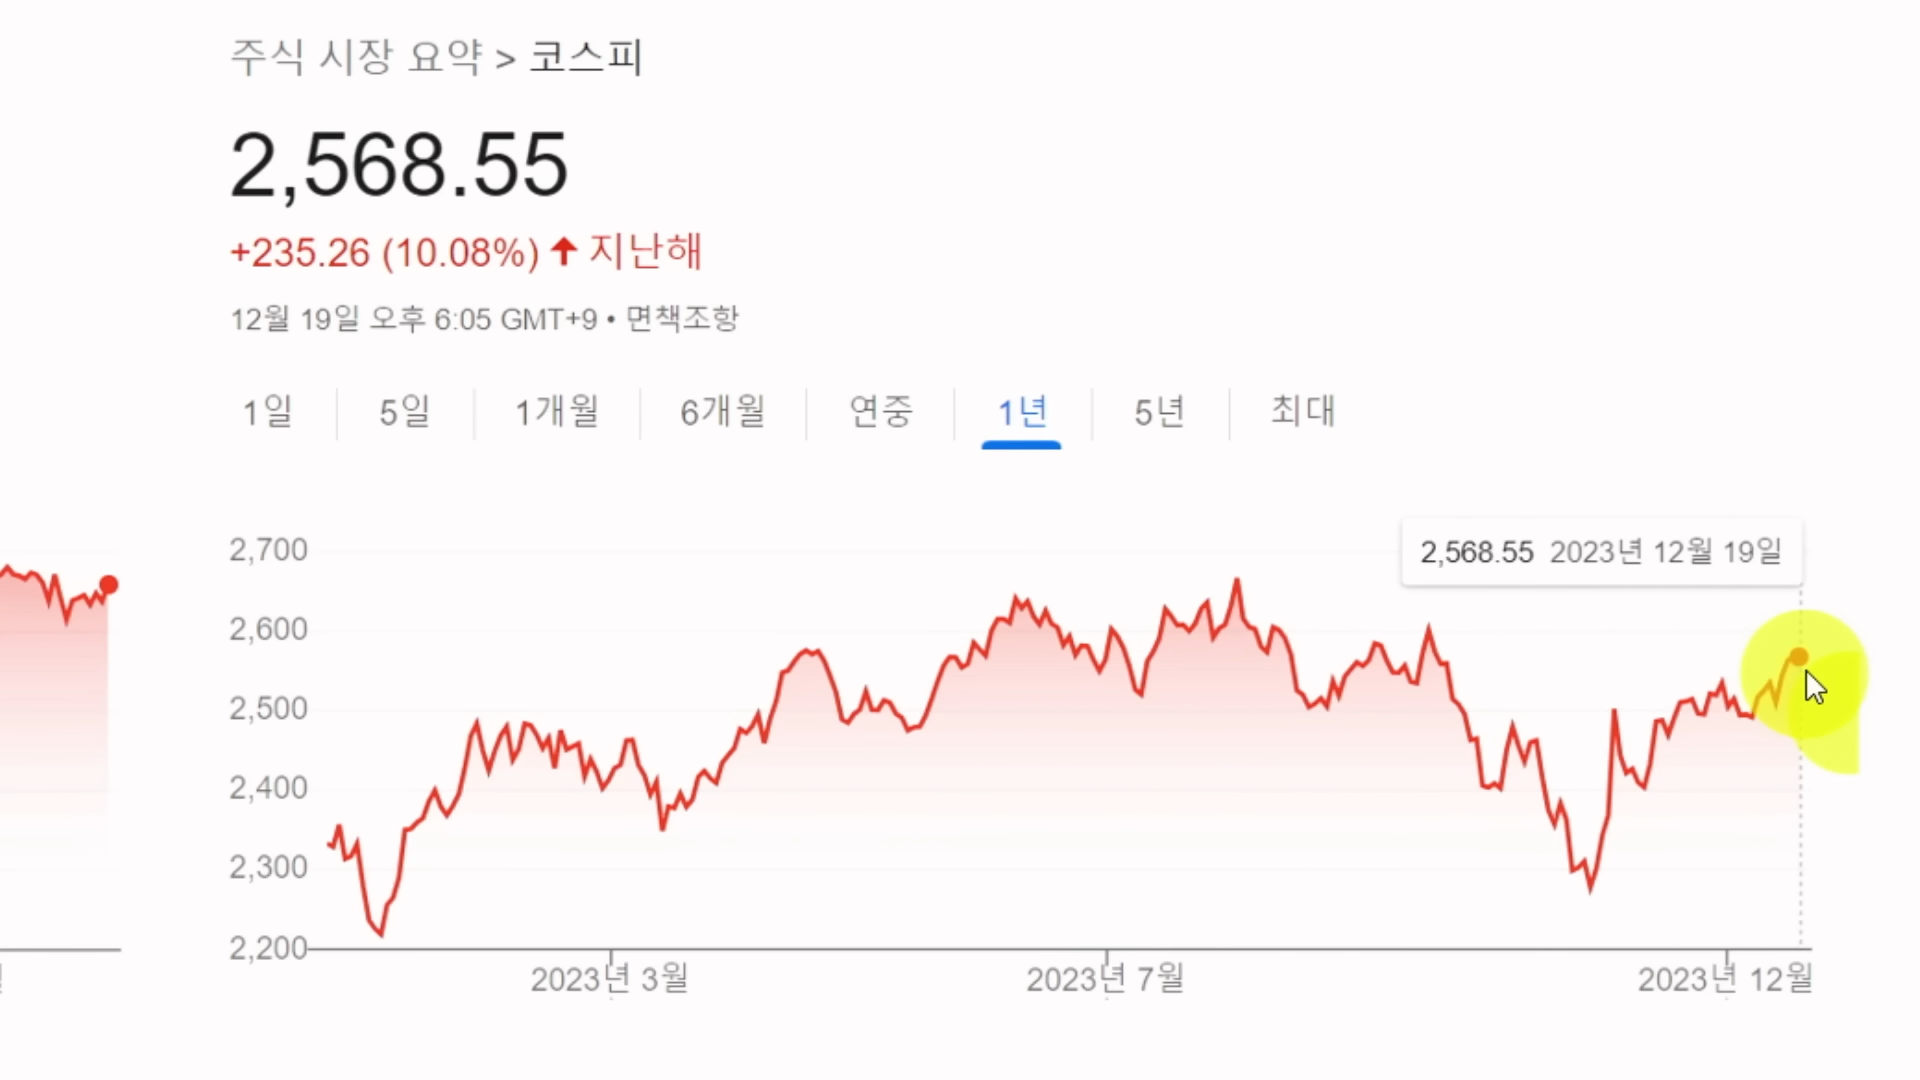 주식 시장 요약 > 코스피
2,568.55
+235.26 (10.08%) ↑ 지난해
12월 19일 오후 6:05 GMT+9 • 면책조항
1일 5일 1개월 6개월 연중 1년 5년 최대
2,568.55 2023년 12월 19일
2,700
2,600
2,500
2,400
2,300
2,200
2023년 3월 2023년 7월 2023년 12월